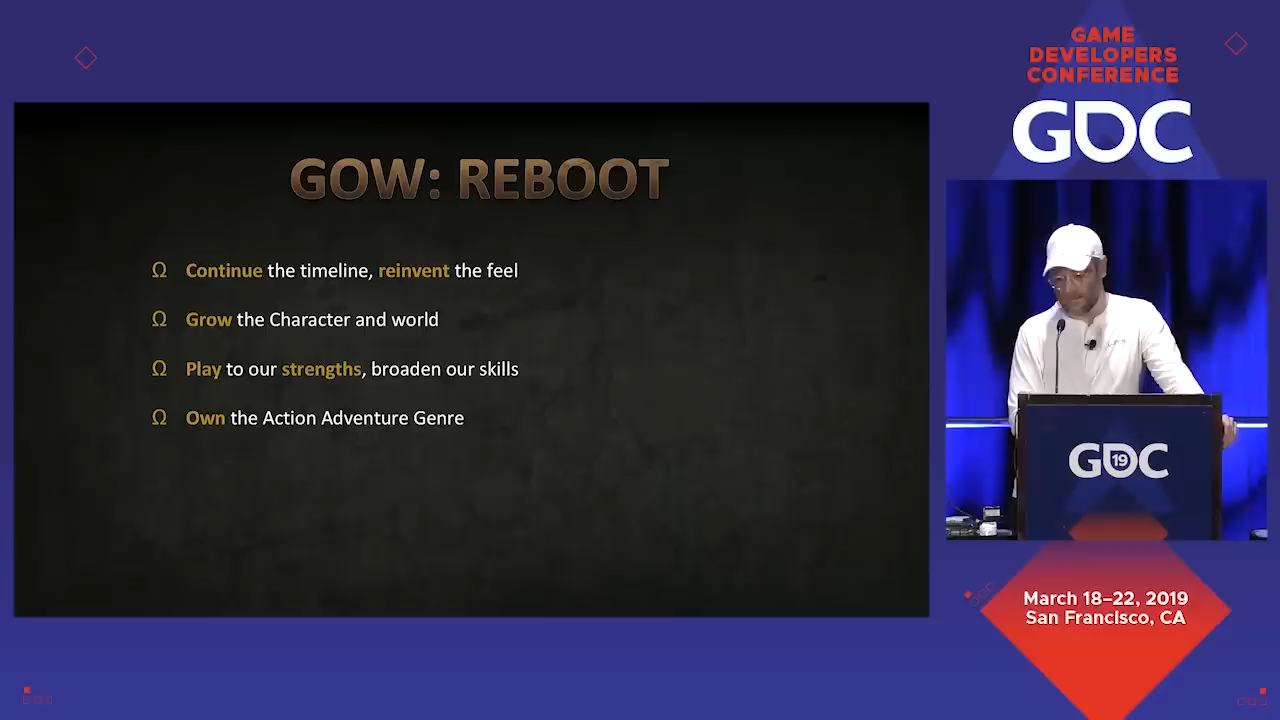 GAME
DEVELOPERS
CONFERENCE
GDC
GOW: REBOOT
Ω Continue the timeline, reinvent the feel
Ω Grow the Character and world
Ω Play to our strengths, broaden our skills
Ω Own the Action Adventure Genre
GDC 19
March 18–22, 2019
San Francisco, CA